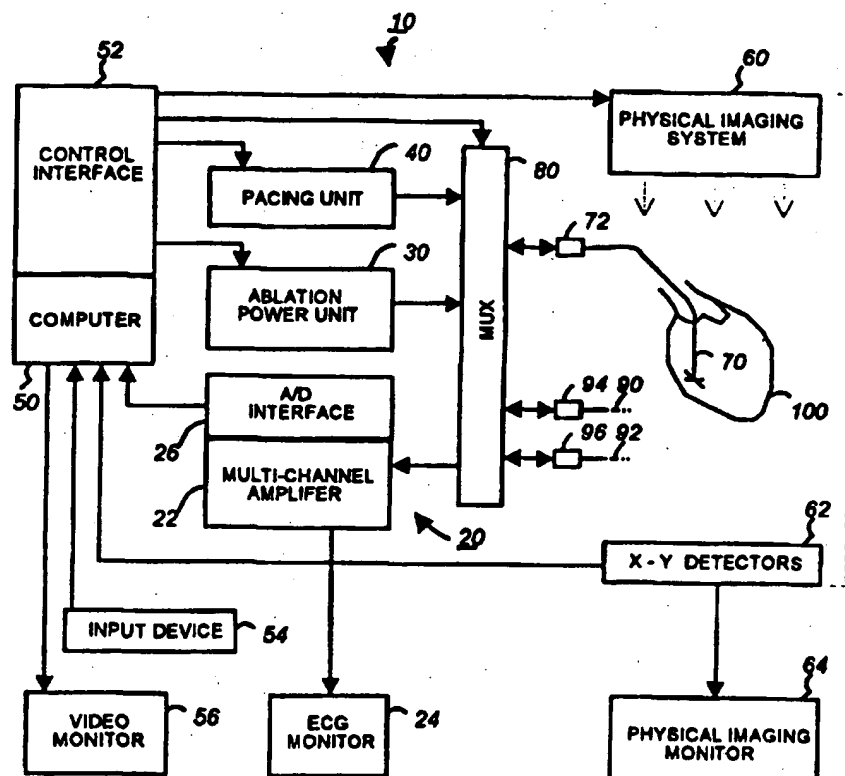 10
52
60
CONTROL
INTERFACE
PHYSICAL IMAGING
SYSTEM
40
80
PACING UNIT
72
30
ABLATION
POWER UNIT
MUX
COMPUTER
70
50
A/D
INTERFACE
94
90
100
26
96
92
MULTI-CHANNEL
AMPLIFER
22
20
62
X - Y DETECTORS
INPUT DEVICE
54
64
VIDEO
MONITOR
56
ECG
MONITOR
24
PHYSICAL IMAGING
MONITOR